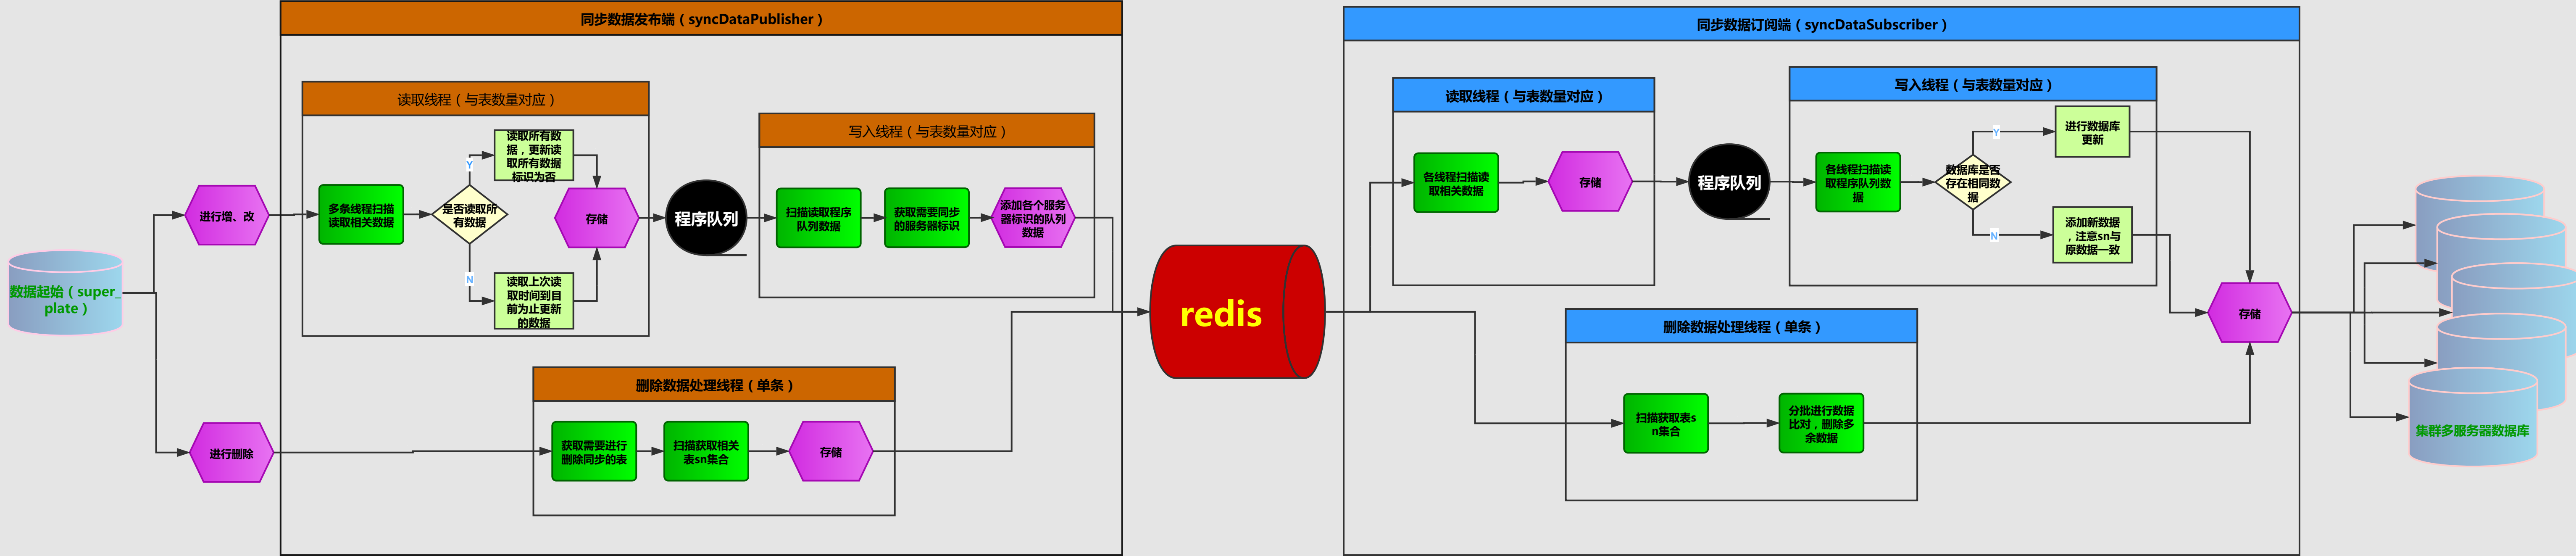 同步数据发布端（syncDataPublisher）
同步数据订阅端（syncDataSubscriber）
数据起始（super_
plate）
进行增、改
进行删除
读取线程（与表数量对应）
多条线程扫描
读取相关数据
是否读取所
有数据
Y
N
读取所有数
据，更新读
取所有数据
标识为否
读取上次读
取时间到目
前为止更新
的数据
存储
程序队列
写入线程（与表数量对应）
扫描读取程序
队列数据
获取需要同步
的服务器标识
添加各个服务
器标识的队列
数据
删除数据处理线程（单条）
获取需要进行
删除同步的表
扫描获取相关
表sn集合
存储
redis
读取线程（与表数量对应）
各线程扫描读
取相关数据
存储
程序队列
写入线程（与表数量对应）
各线程扫描读
取程序队列数
据
数据库是否
存在相同数
据
Y
N
进行数据库
更新
添加新数据
，注意sn与
原数据一致
删除数据处理线程（单条）
扫描获取表s
n集合
分批进行数据
比对，删除多
余数据
存储
集群多服务器数据库